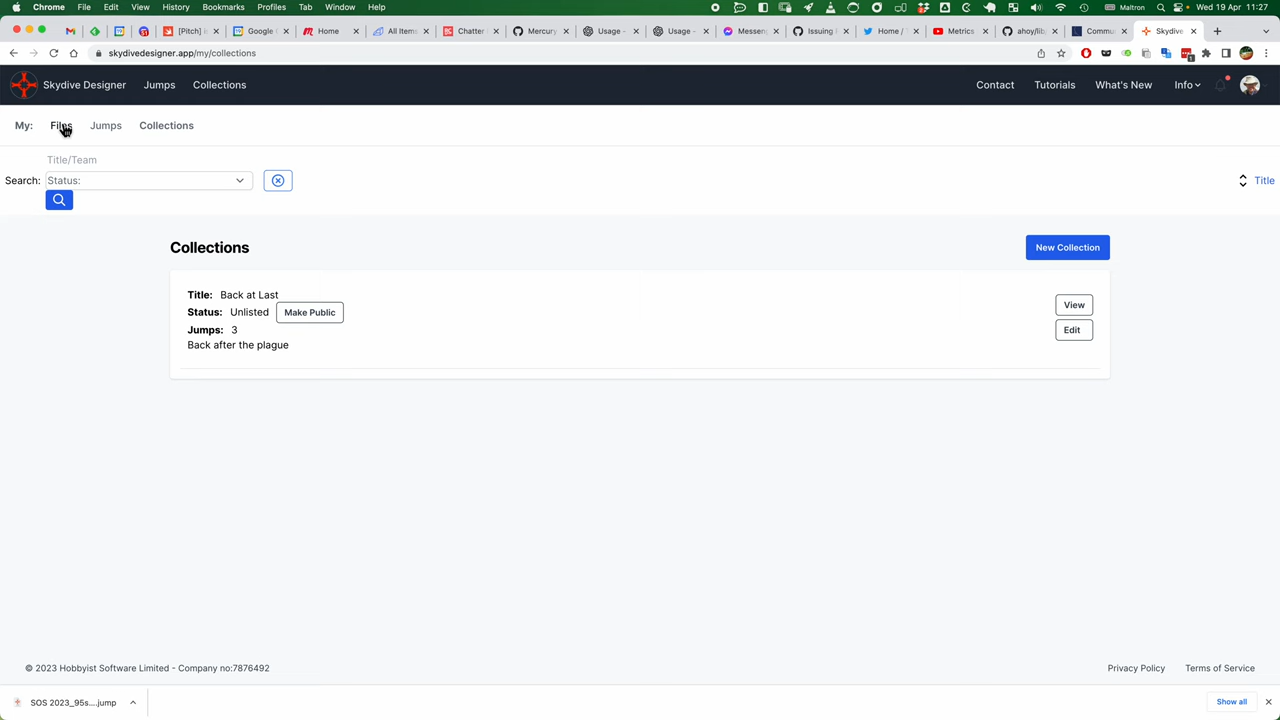 Chrome File Edit View History Bookmarks Profiles Tab Window Help Maltron Wed 19 Apr 11:27
[Pitch] I Google Home All Items Chatter Mercury Usage - Usage - Messen Issuing Home / Metrics ahoy/lib Commu Skydive
skydivedesigner.app/my/collections
Skydive Designer Jumps Collections Contact Tutorials What's New Info
My: Films Jumps Collections
Title/Team
Search: Status: Title
Collections New Collection
Title: Back at Last View
Status: Unlisted Make Public
Jumps: 3 Edit
Back after the plague
© 2023 Hobbyist Software Limited - Company no:7876492 Privacy Policy Terms of Service
SOS 2023_95s....jump Show all